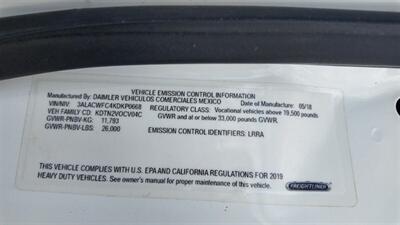 VEHICLE EMISSION CONTROL INFORMATION
Manufactured By: DAIMLER VEHICULOS COMERCIALES MEXICO Date of Manufacture: 05/18
VIN/NIV: 3ALACWFC4KDKP9668 REGULATORY CLASS: Vocational vehicles above 19,500 pounds
VEH FAMILY CD: KDTN2VOCV04C GVWR and at or below 33,000 pounds GVWR.
GVWR-PNBV-KG: 11,793
GVWR-PNBV-LBS: 26,000 EMISSION CONTROL IDENTIFIERS: LRRA
THIS VEHICLE COMPLIES WITH U.S. EPA AND CALIFORNIA REGULATIONS FOR 2019
HEAVY DUTY VEHICLES. See owner's manual for proper maintenance of this vehicle.
FREIGHTLINER